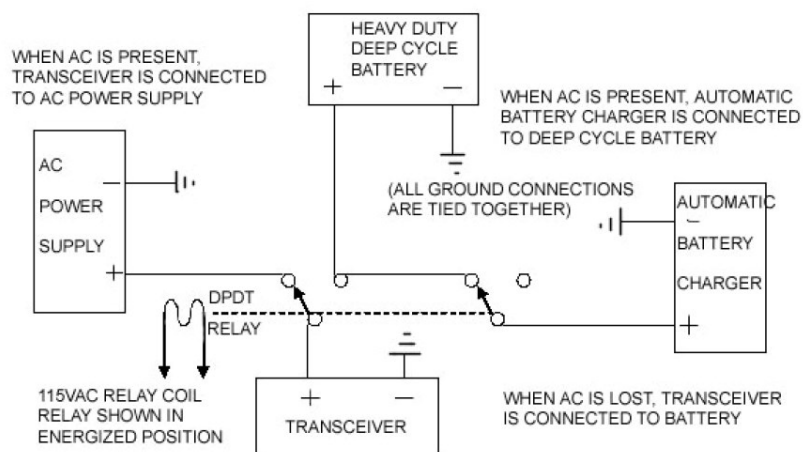 HEAVY DUTY
DEEP CYCLE
BATTERY
+ −
WHEN AC IS PRESENT,
TRANSCEIVER IS CONNECTED
TO AC POWER SUPPLY
WHEN AC IS PRESENT, AUTOMATIC
BATTERY CHARGER IS CONNECTED
TO DEEP CYCLE BATTERY
AC
−
POWER
SUPPLY
+
(ALL GROUND CONNECTIONS
ARE TIED TOGETHER)
AUTOMATIC
−
BATTERY
CHARGER
+
DPDT
RELAY
115VAC RELAY COIL
RELAY SHOWN IN
ENERGIZED POSITION
+ −
TRANSCEIVER
WHEN AC IS LOST, TRANSCEIVER
IS CONNECTED TO BATTERY